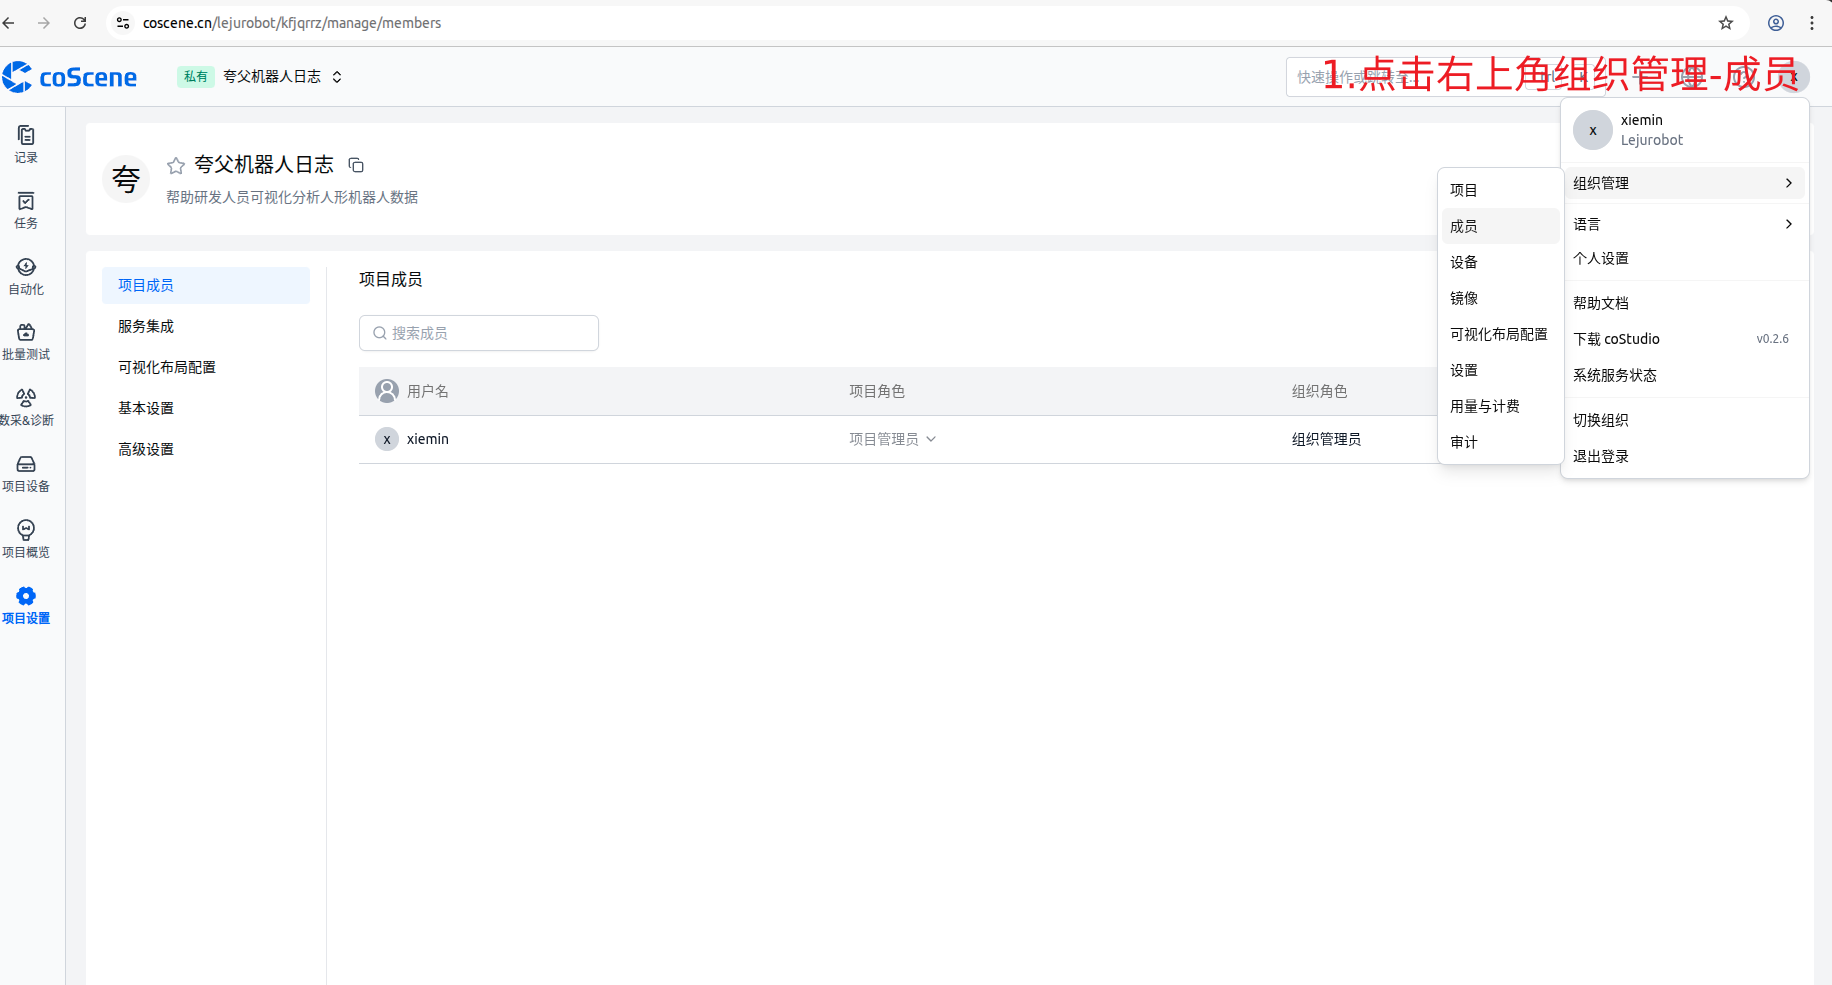 coscene.cn/lejurobot/kfjqrrz/manage/members
coScene
私有
夸父机器人日志
快速操作或跳转至...
1.点击右上角组织管理-成员
x
xiemin
Lejurobot
组织管理
语言
个人设置
帮助文档
下载 coStudio
v0.2.6
系统服务状态
切换组织
退出登录
项目
成员
设备
镜像
可视化布局配置
设置
用量与计费
审计
记录
任务
自动化
批量测试
数采&诊断
项目设备
项目概览
项目设置
夸
夸父机器人日志
帮助研发人员可视化分析人形机器人数据
项目成员
服务集成
可视化布局配置
基本设置
高级设置
项目成员
搜索成员
用户名
项目角色
组织角色
x
xiemin
项目管理员
组织管理员